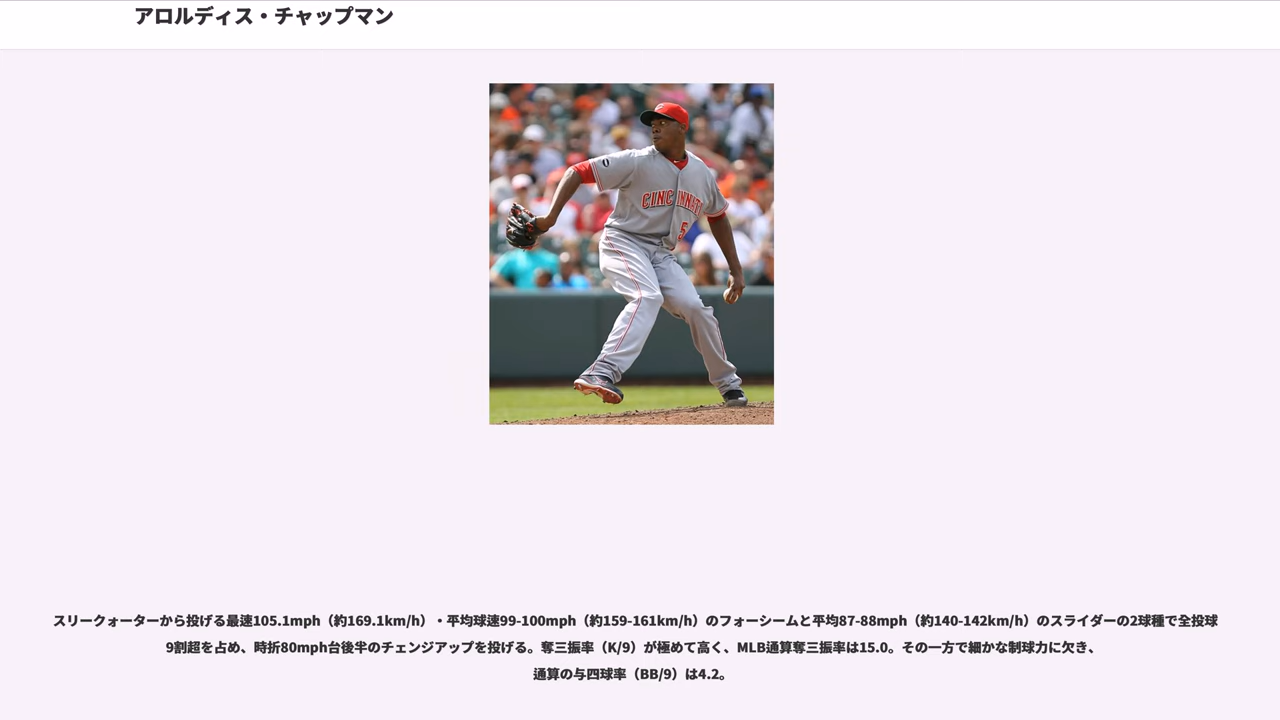 アロルディス・チャップマン
CINCINNATI
5
スリークォーターから投げる最速105.1mph（約169.1km/h）・平均球速99-100mph（約159-161km/h）のフォーシームと平均87-88mph（約140-142km/h）のスライダーの2球種で全投球
9割超を占め、時折80mph台後半のチェンジアップを投げる。奪三振率（K/9）が極めて高く、MLB通算奪三振率は15.0。その一方で細かな制球力に欠き、
通算の与四球率（BB/9）は4.2。